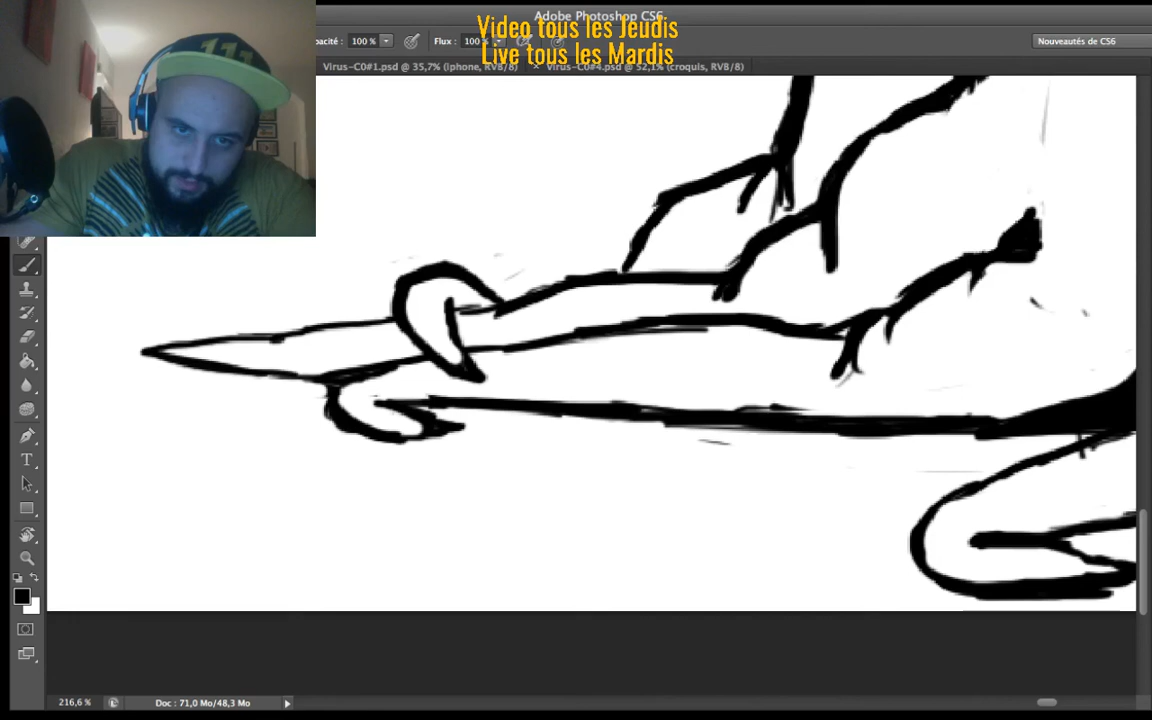 Adobe Photoshop CS6
Video tous les Jeudis
Live tous les Mardis
pacité : 100 % Flux : 100 % Nouveautés de CS6
Virus-C0#1.psd @ 35,7% (iphone, RVB/8) × Virus-C0#4.psd @ 52,1% (croquis, RVB/8)
T
216,6 % Doc : 71,0 Mo/48,3 Mo